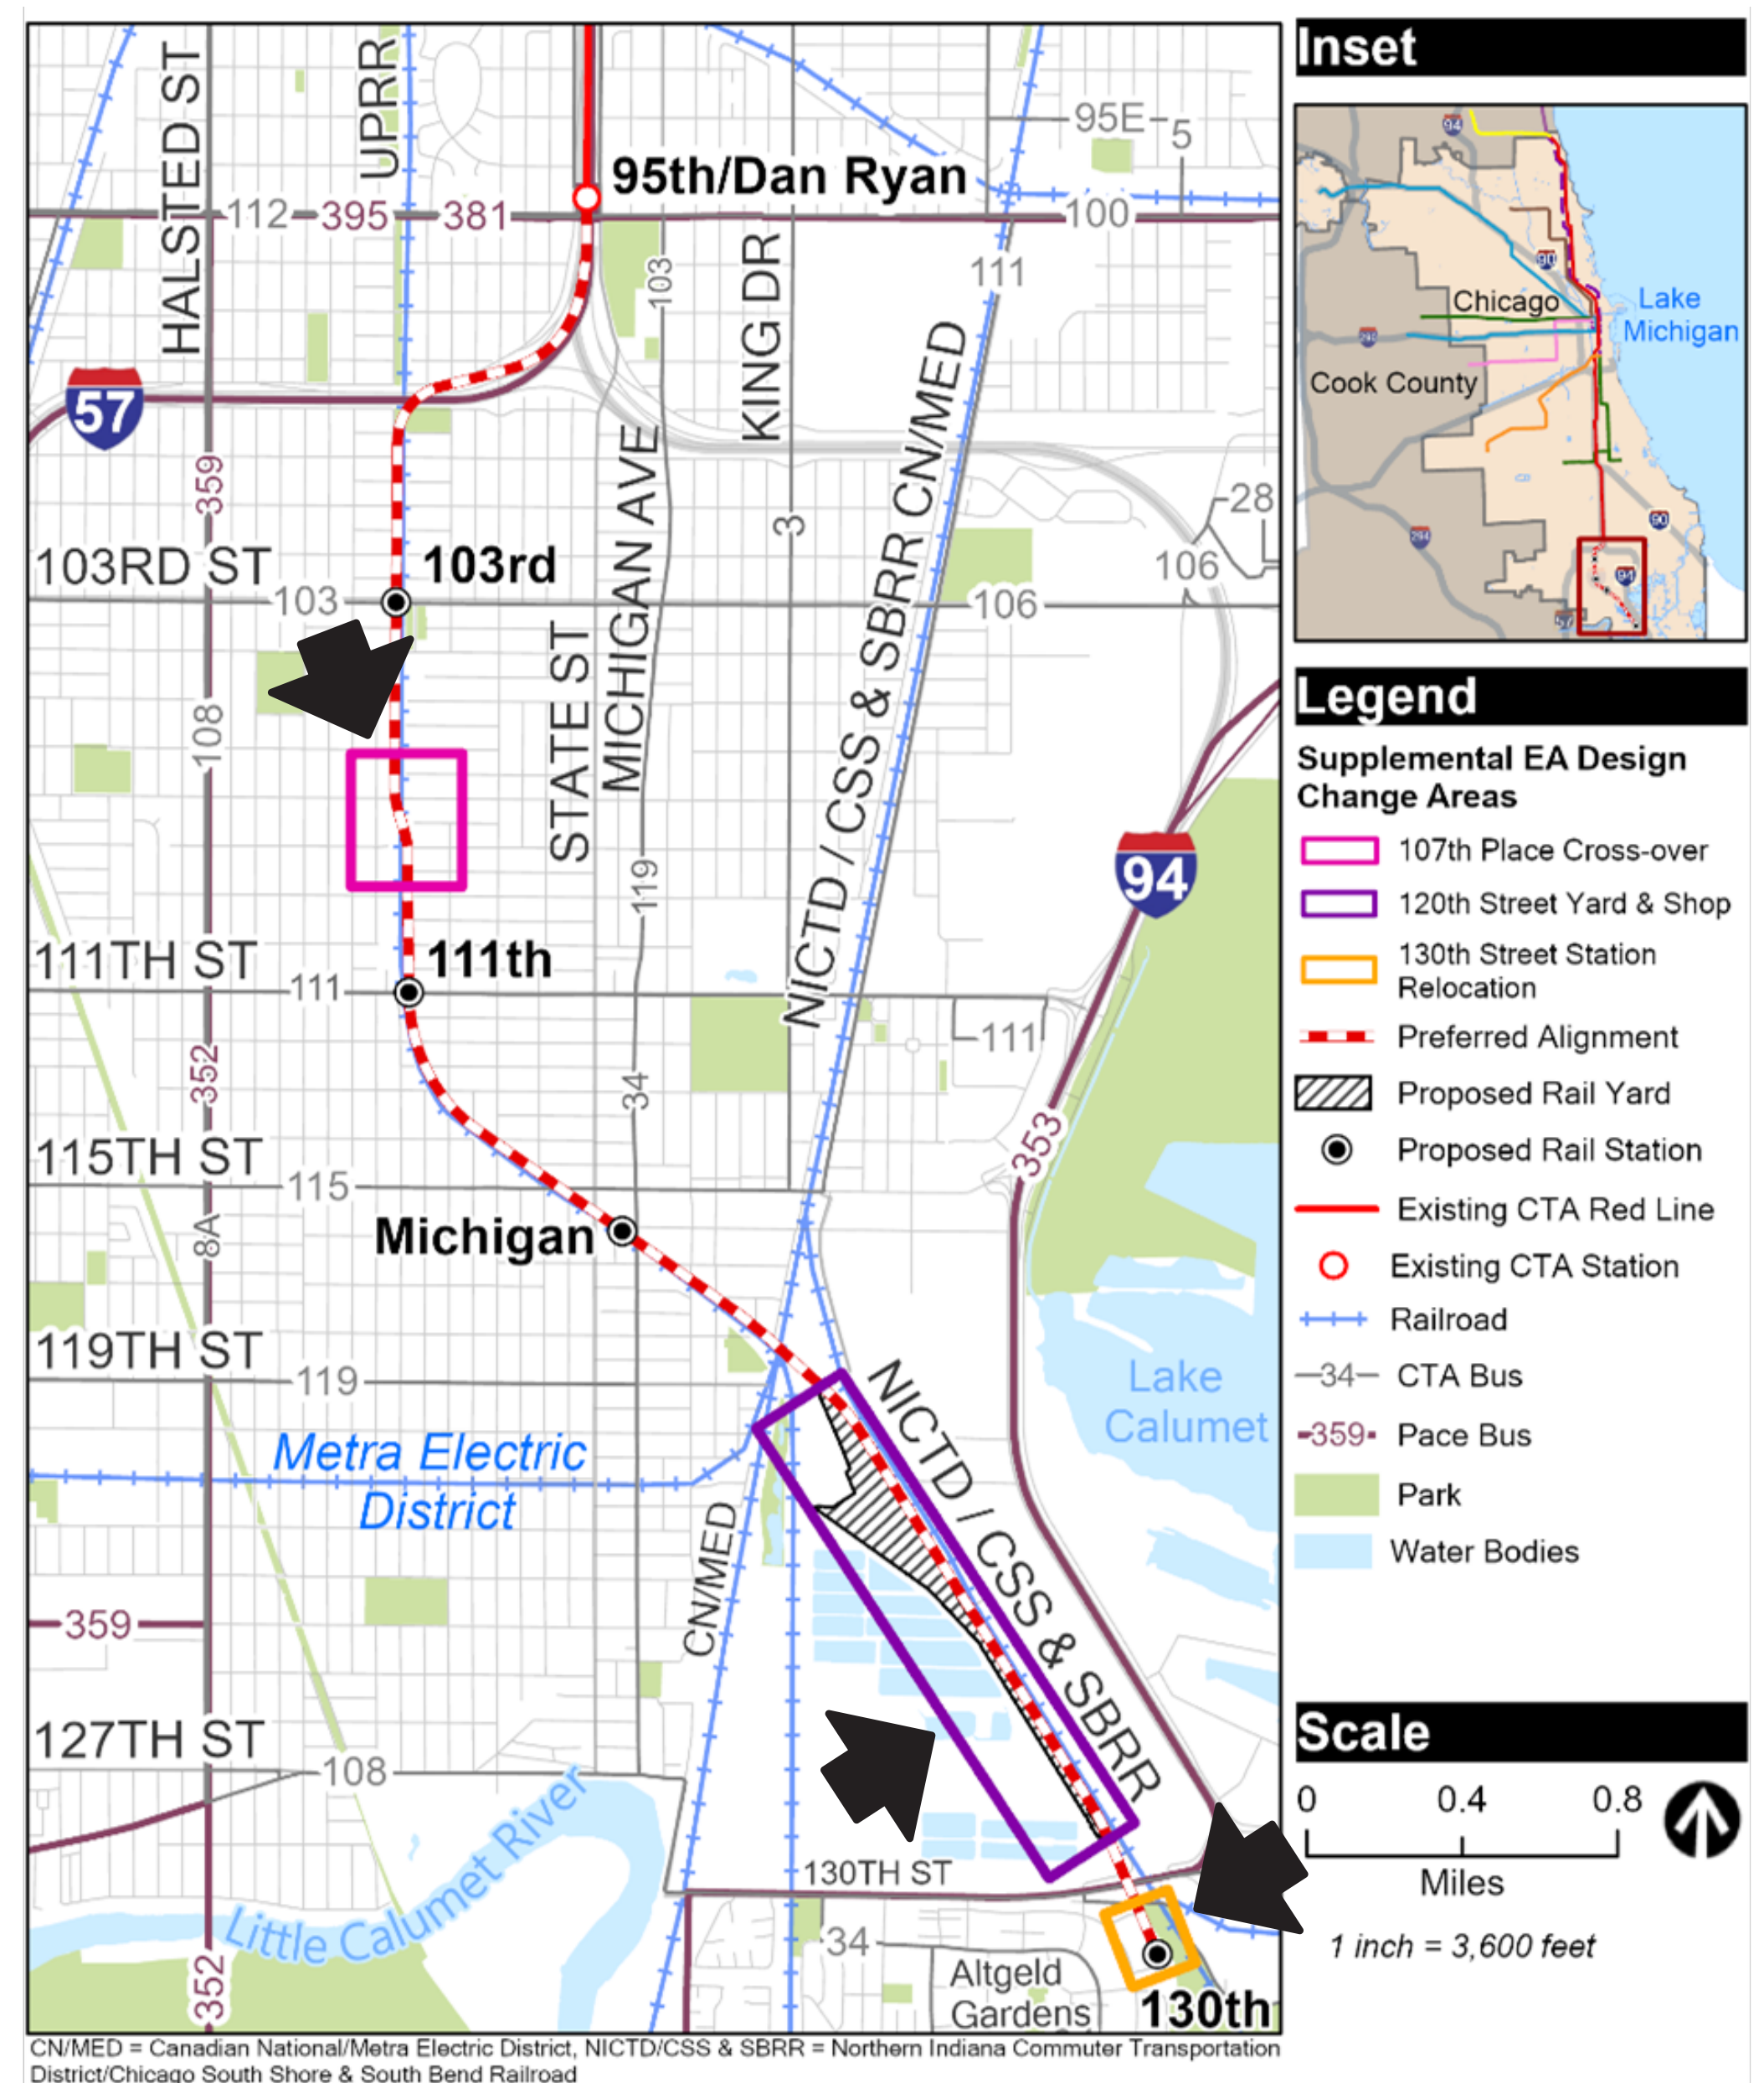 Inset
94
90
Chicago
Lake
Michigan
Cook County
294
90
94
57
Legend
Supplemental EA Design
Change Areas
107th Place Cross-over
120th Street Yard & Shop
130th Street Station
Relocation
Preferred Alignment
Proposed Rail Yard
Proposed Rail Station
Existing CTA Red Line
Existing CTA Station
Railroad
34
CTA Bus
359
Pace Bus
Park
Water Bodies
Scale
0 0.4 0.8
Miles
1 inch = 3,600 feet
HALSTED ST
UPRR
95E
5
95th/Dan Ryan
112
395
381
100
103
KING DR
111
57
359
MICHIGAN AVE
NICTD / CSS & SBRR CN/MED
3
28
106
103RD ST
103rd
103
106
STATE ST
108
119
94
111TH ST
111th
111
111
352
34
353
115TH ST
115
8A
Michigan
119TH ST
119
Metra Electric
District
NICTD / CSS & SBRR
Lake
Calumet
CN/MED
359
127TH ST
108
Little Calumet River
130TH ST
34
Altgeld
Gardens
130th
352
CN/MED = Canadian National/Metra Electric District, NICTD/CSS & SBRR = Northern Indiana Commuter Transportation
District/Chicago South Shore & South Bend Railroad